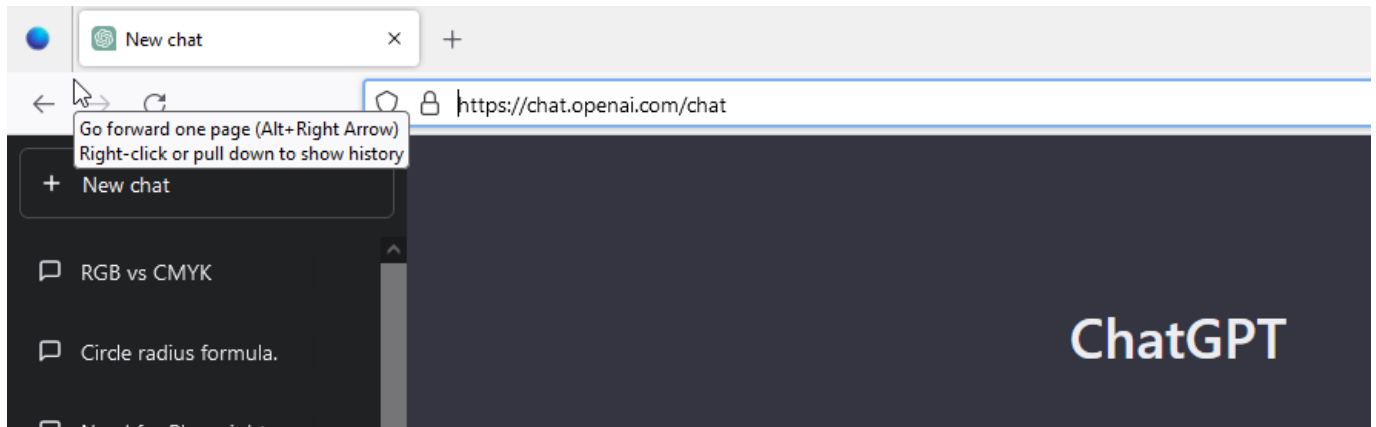 New chat
https://chat.openai.com/chat
Go forward one page (Alt+Right Arrow)
Right-click or pull down to show history
New chat
RGB vs CMYK
Circle radius formula.
ChatGPT